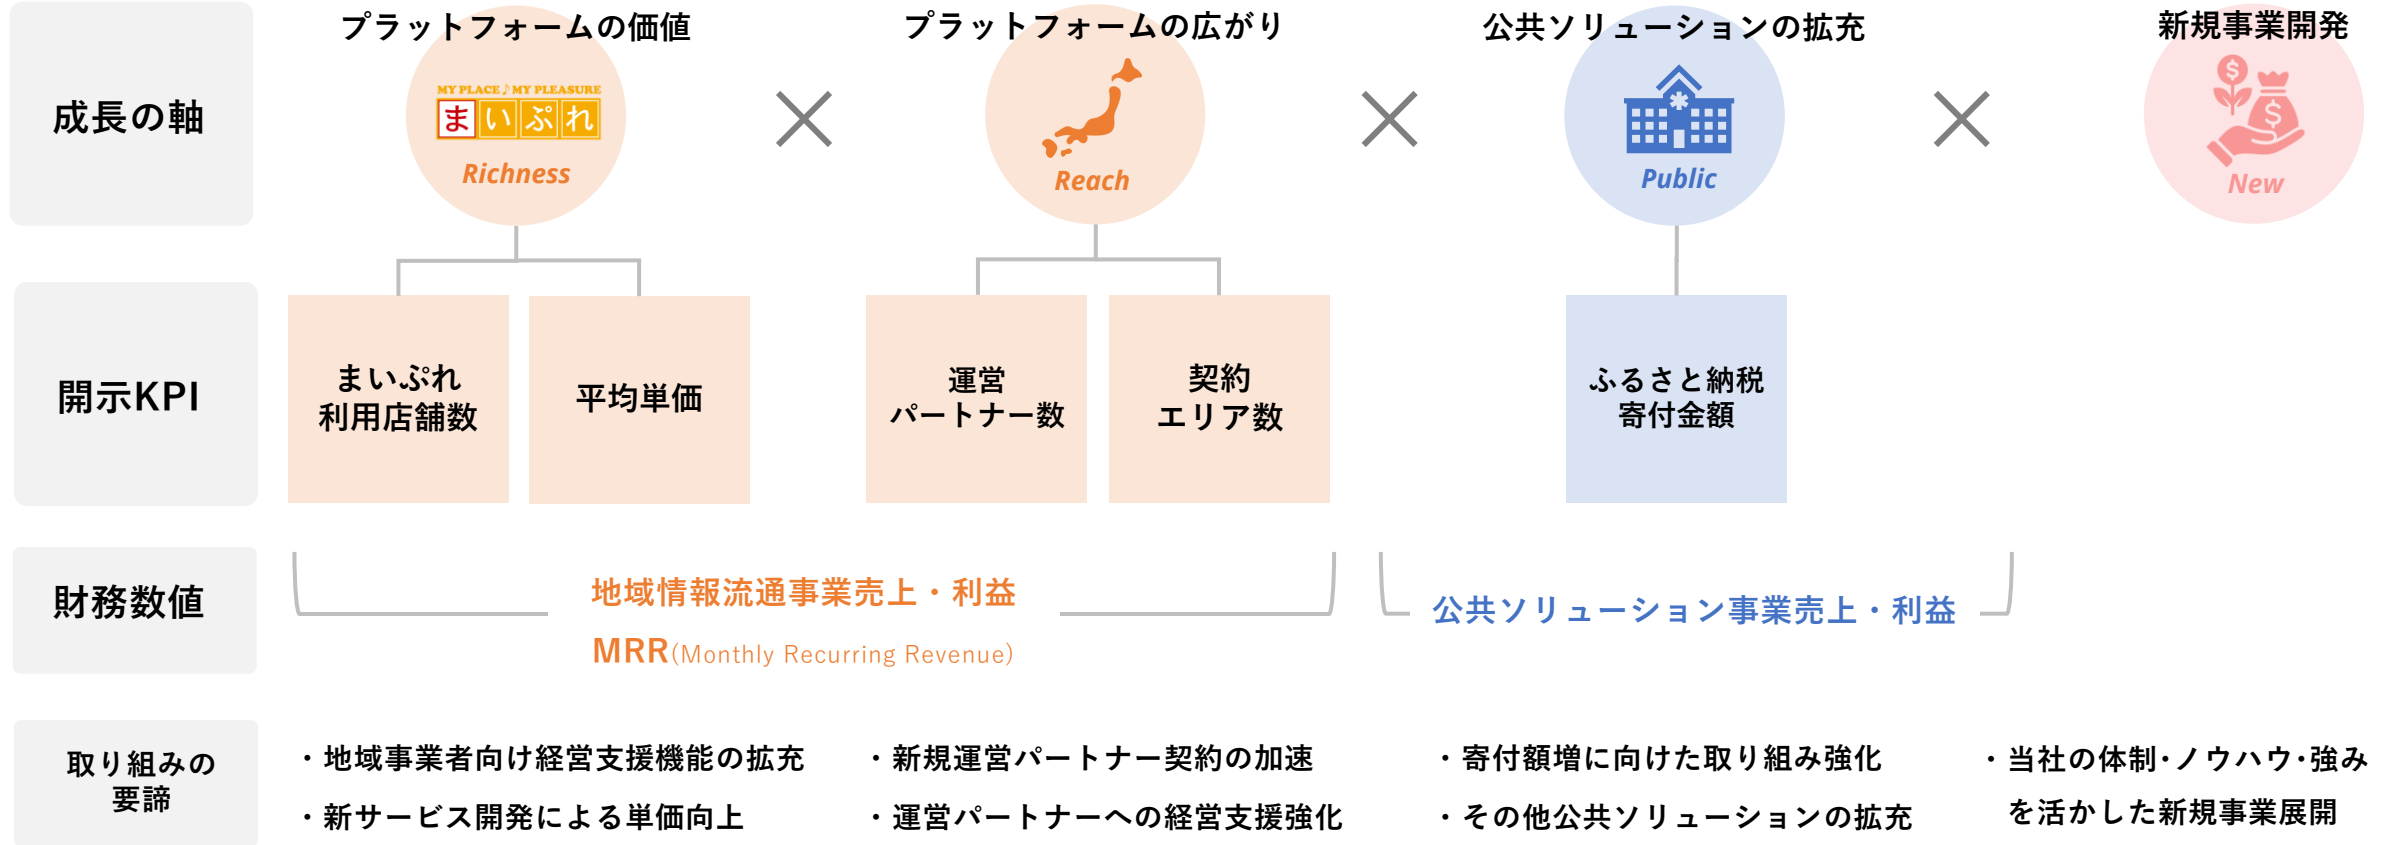 成長の軸
プラットフォームの価値
MY PLACE♪MY PLEASURE
まいぷれ
Richness
プラットフォームの広がり
Reach
公共ソリューションの拡充
Public
新規事業開発
New
開示KPI
まいぷれ
利用店舗数
平均単価
運営
パートナー数
契約
エリア数
ふるさと納税
寄付金額
財務数値
地域情報流通事業売上・利益
MRR(Monthly Recurring Revenue)
公共ソリューション事業売上・利益
取り組みの
要諦
・地域事業者向け経営支援機能の拡充
・新サービス開発による単価向上
・新規運営パートナー契約の加速
・運営パートナーへの経営支援強化
・寄付額増に向けた取り組み強化
・その他公共ソリューションの拡充
・当社の体制･ノウハウ･強み
を活かした新規事業展開